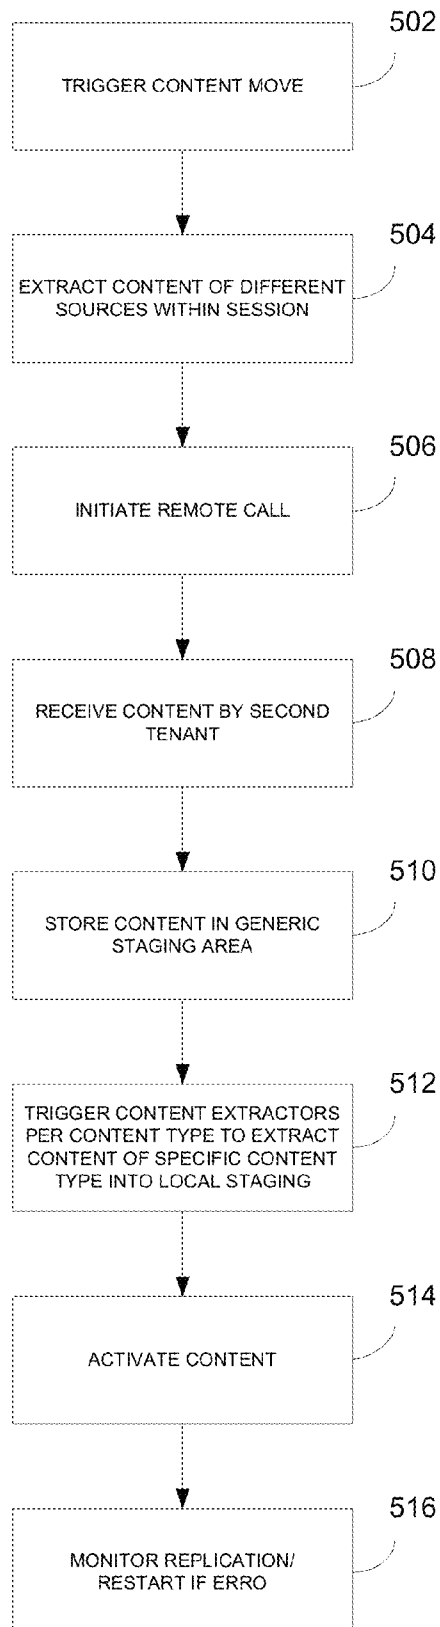 502
TRIGGER CONTENT MOVE
504
EXTRACT CONTENT OF DIFFERENT
SOURCES WITHIN SESSION
506
INITIATE REMOTE CALL
508
RECEIVE CONTENT BY SECOND
TENANT
510
STORE CONTENT IN GENERIC
STAGING AREA
512
TRIGGER CONTENT EXTRACTORS
PER CONTENT TYPE TO EXTRACT
CONTENT OF SPECIFIC CONTENT
TYPE INTO LOCAL STAGING
514
ACTIVATE CONTENT
516
MONITOR REPLICATION/
RESTART IF ERRO